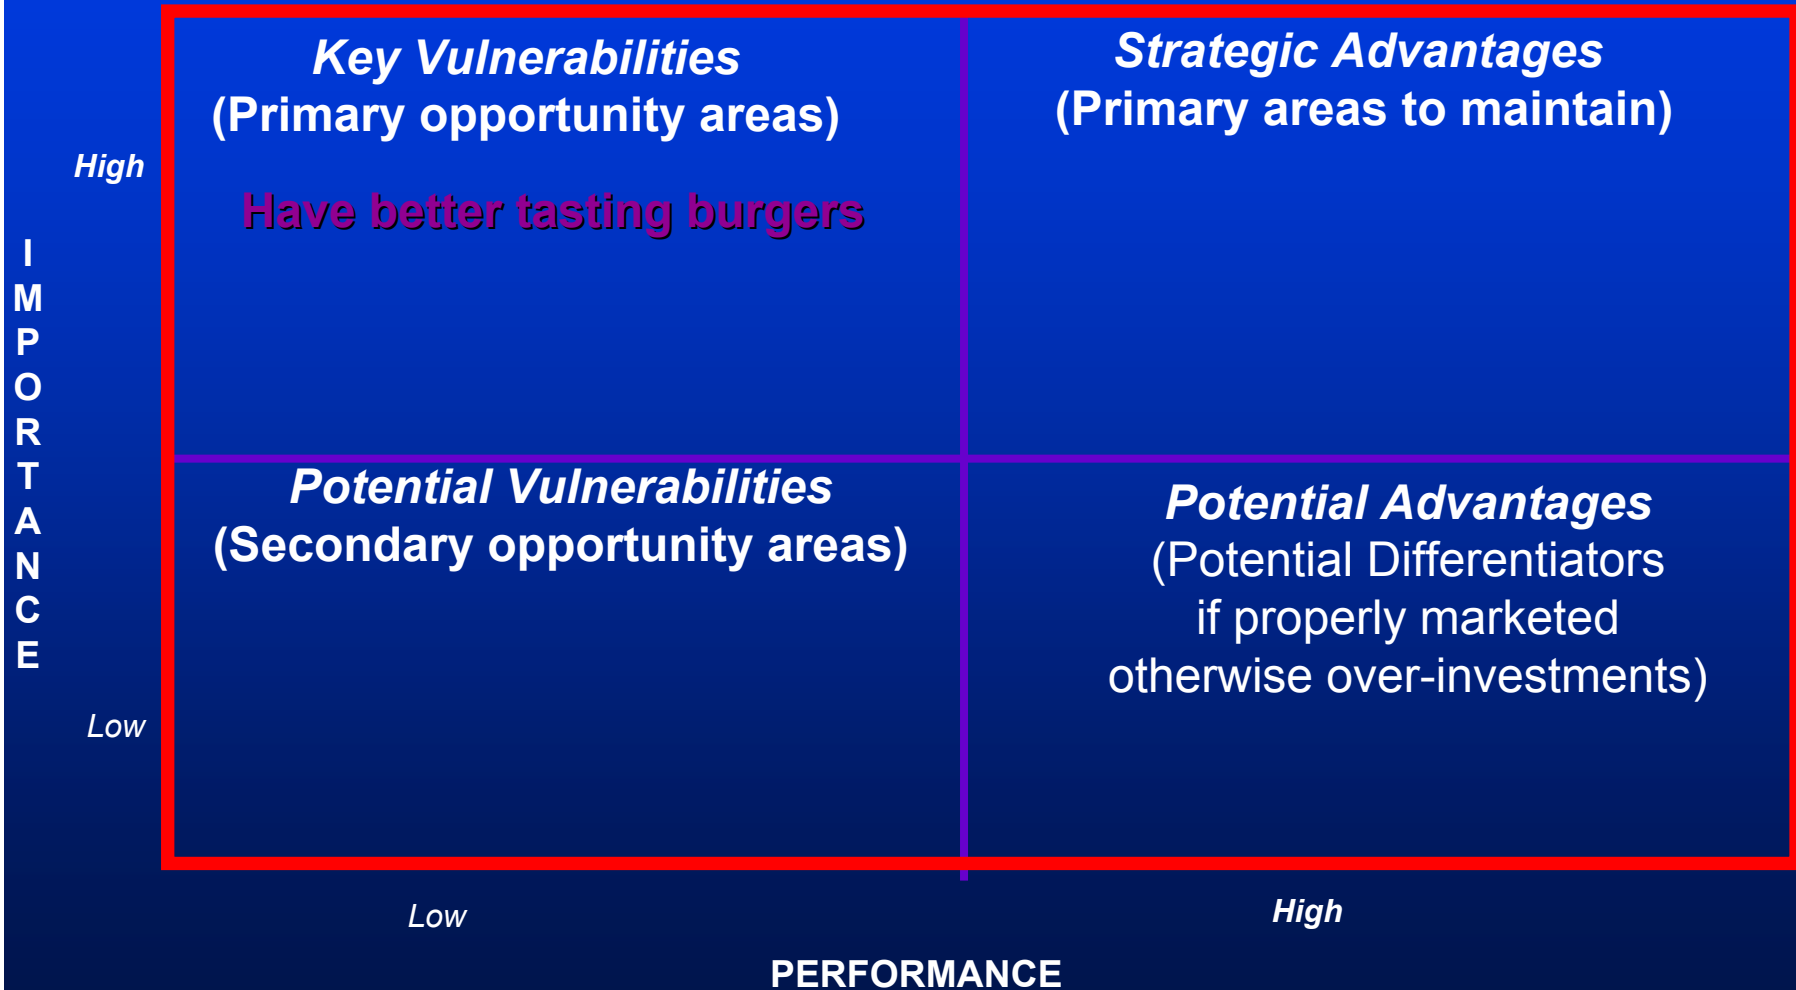 Key Vulnerabilities
(Primary opportunity areas)
Have better tasting burgers
Strategic Advantages
(Primary areas to maintain)
High
IMPORTANCE
Low
Potential Vulnerabilities
(Secondary opportunity areas)
Potential Advantages
(Potential Differentiators
if properly marketed
otherwise over-investments)
Low
High
PERFORMANCE